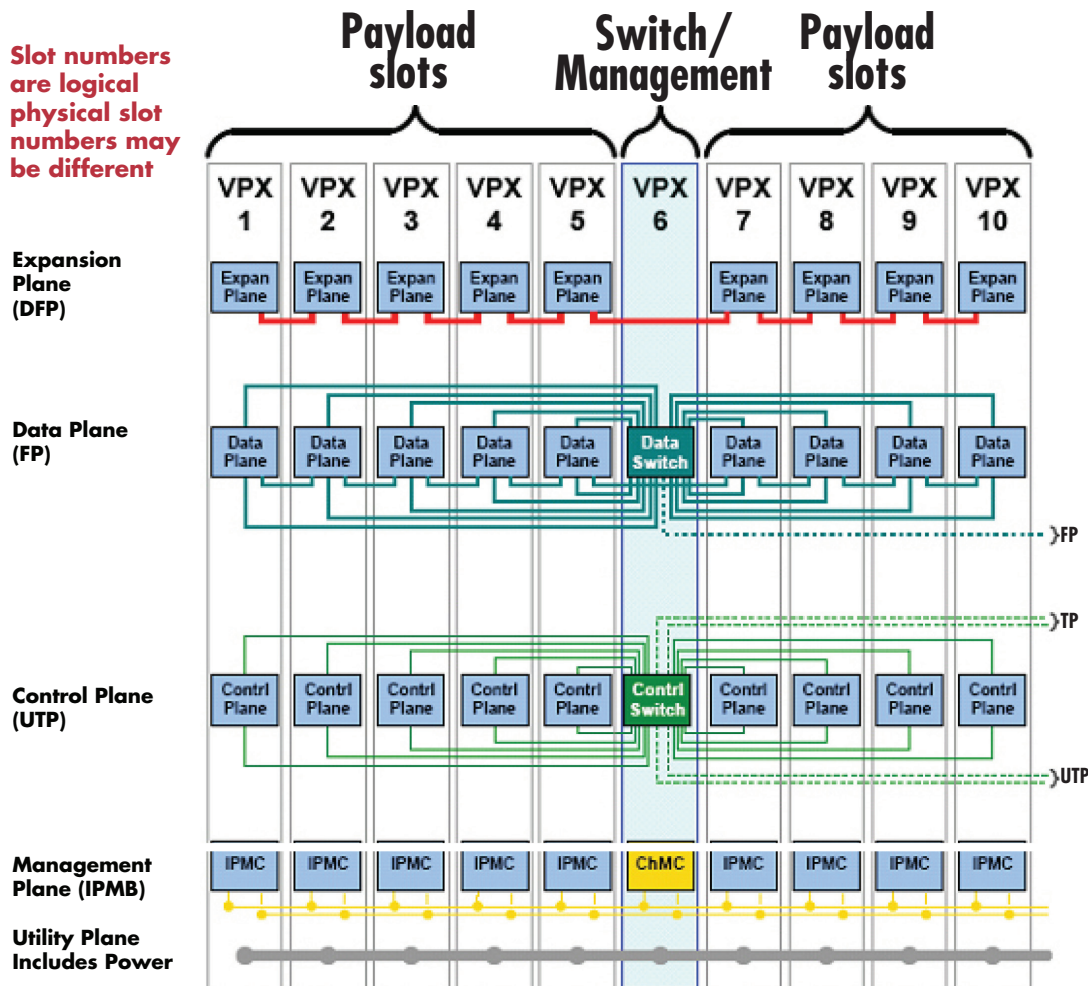 Slot numbers
are logical
physical slot
numbers may
be different
Payload
slots
Switch/
Management
Payload
slots
VPX
1
VPX
2
VPX
3
VPX
4
VPX
5
VPX
6
VPX
7
VPX
8
VPX
9
VPX
10
Expansion
Plane
(DFP)
Expan
Plane
Expan
Plane
Expan
Plane
Expan
Plane
Expan
Plane
Expan
Plane
Expan
Plane
Expan
Plane
Expan
Plane
Data Plane
(FP)
Data
Plane
Data
Plane
Data
Plane
Data
Plane
Data
Plane
Data
Switch
Data
Plane
Data
Plane
Data
Plane
Data
Plane
FP
TP
Control Plane
(UTP)
Contrl
Plane
Contrl
Plane
Contrl
Plane
Contrl
Plane
Contrl
Plane
Contrl
Switch
Contrl
Plane
Contrl
Plane
Contrl
Plane
Contrl
Plane
UTP
Management
Plane (IPMB)
IPMC
IPMC
IPMC
IPMC
IPMC
ChMC
IPMC
IPMC
IPMC
IPMC
Utility Plane
Includes Power